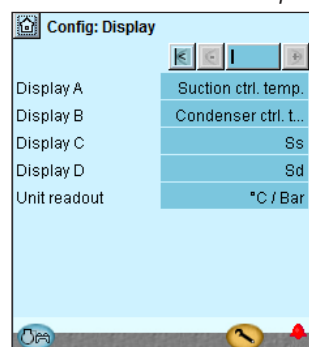 Config: Display
Display A Suction ctrl. temp.
Display B Condenser ctrl. t...
Display C Ss
Display D Sd
Unit readout °C / Bar